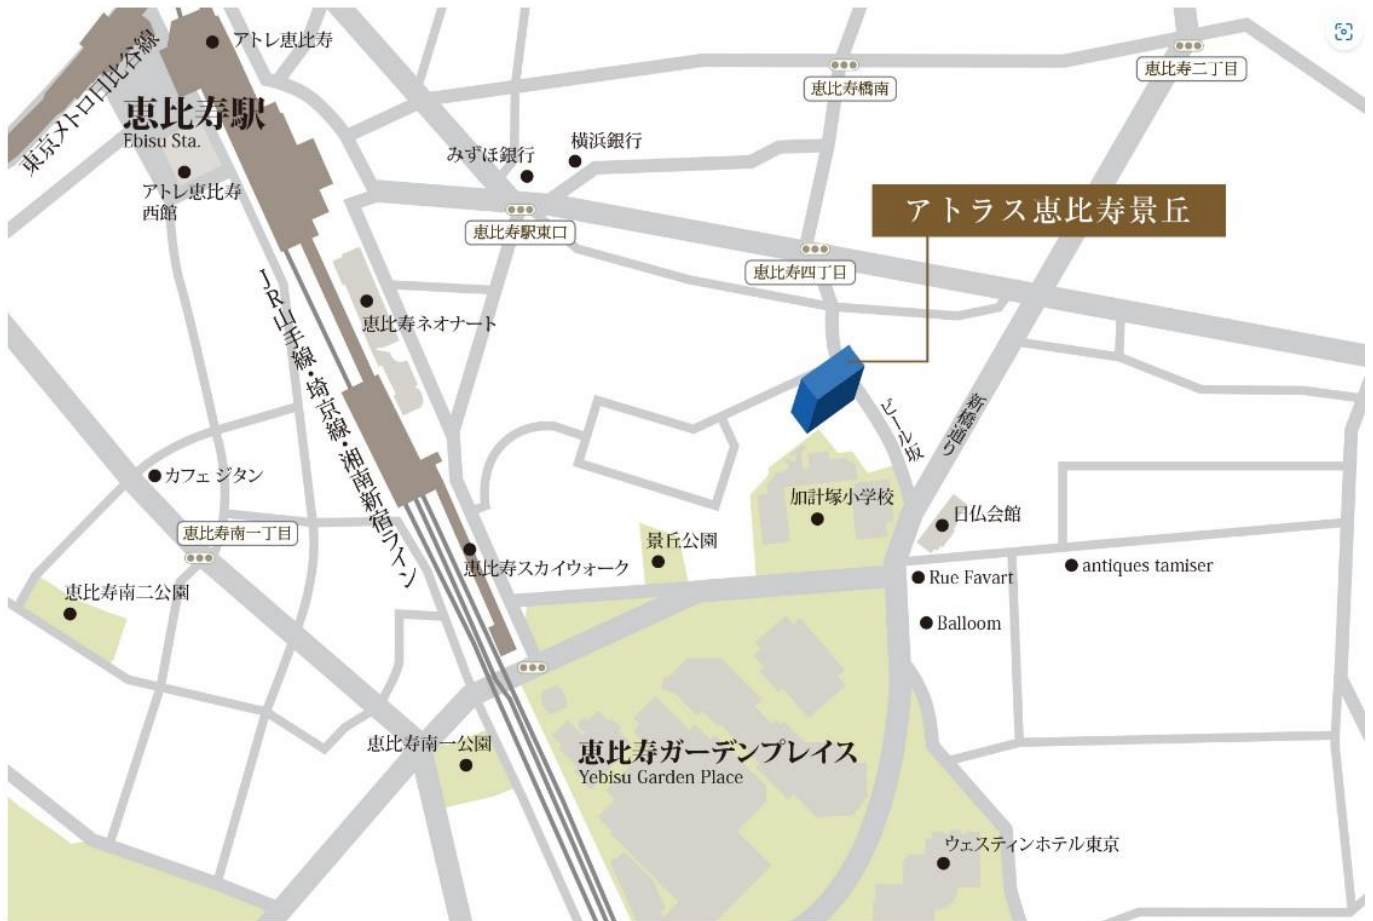 アトレ恵比寿
東京メトロ日比谷線
恵比寿駅
Ebisu Sta.
アトレ恵比寿
西館
恵比寿橋南
恵比寿二丁目
みずほ銀行
横浜銀行
恵比寿駅東口
アトラス恵比寿景丘
恵比寿四丁目
JR山手線・埼京線・湘南新宿ライン
恵比寿ネオナート
ビール坂
新橋通り
カフェ ジタン
恵比寿南一丁目
加計塚小学校
日仏会館
景丘公園
恵比寿スカイウォーク
antiques tamiser
Rue Favart
恵比寿南二公園
Balloom
恵比寿南一公園
恵比寿ガーデンプレイス
Yebisu Garden Place
ウェスティンホテル東京